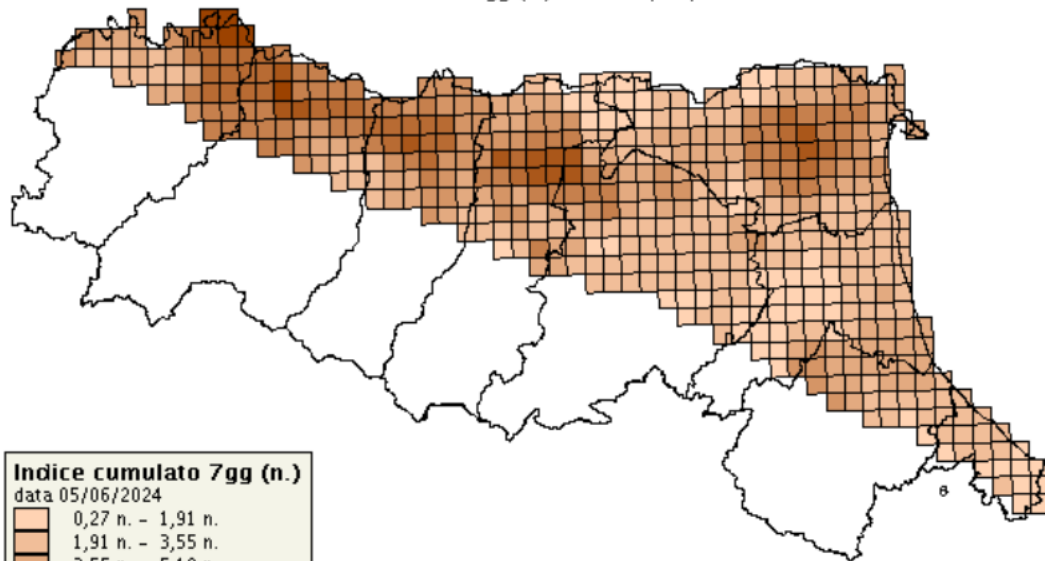 Indice cumulato 7gg (n.)
data 05/06/2024
0,27 n. - 1,91 n.
1,91 n. - 3,55 n.